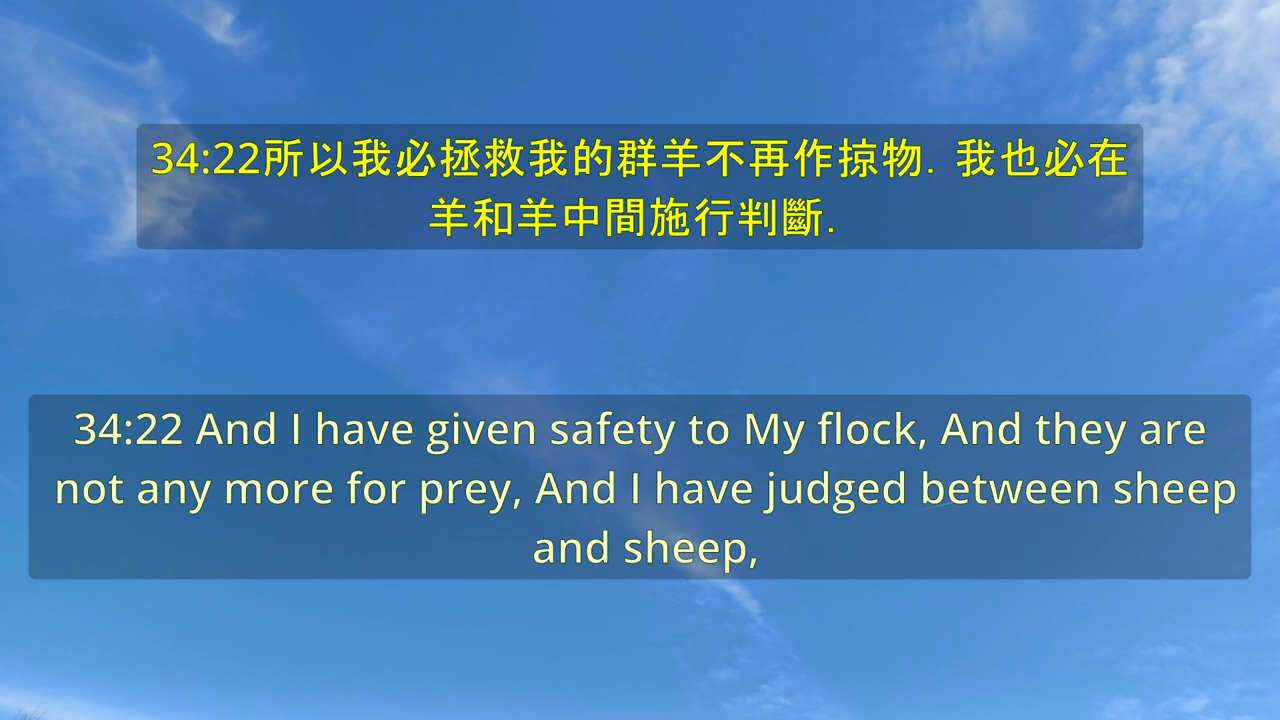 34:22所以我必拯救我的群羊不再作掠物. 我也必在
羊和羊中間施行判斷.
34:22 And I have given safety to My flock, And they are
not any more for prey, And I have judged between sheep
and sheep,